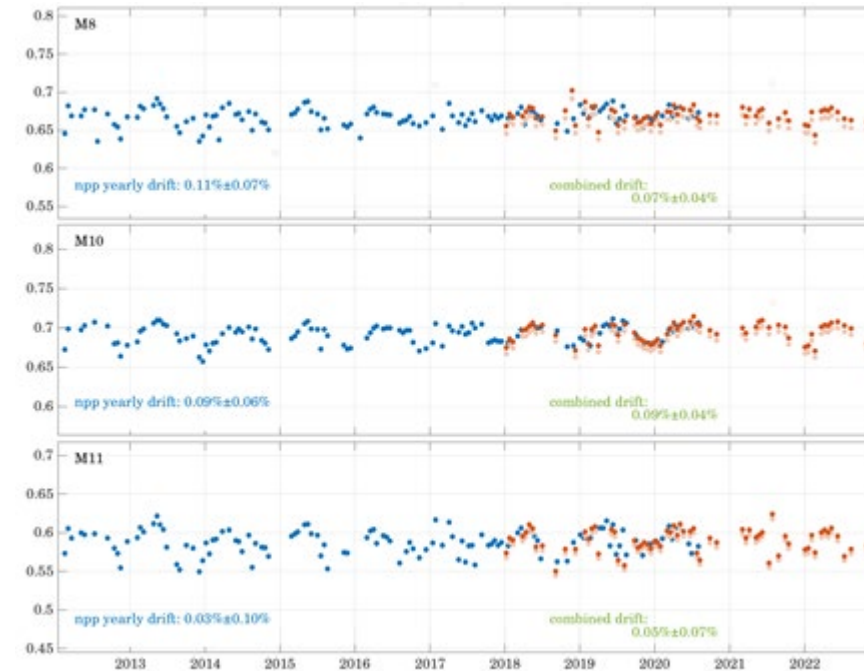 0.8
M8
0.75
0.7
0.65
0.6
npp yearly drift: 0.11%±0.07%
combined drift:
0.07%±0.04%
0.55
0.8
M10
0.75
0.7
0.65
0.6
npp yearly drift: 0.09%±0.06%
combined drift:
0.09%±0.04%
0.7
M11
0.65
0.6
0.55
0.5
npp yearly drift: 0.03%±0.10%
combined drift:
0.05%±0.07%
0.45
2013 2014 2015 2016 2017 2018 2019 2020 2021 2022